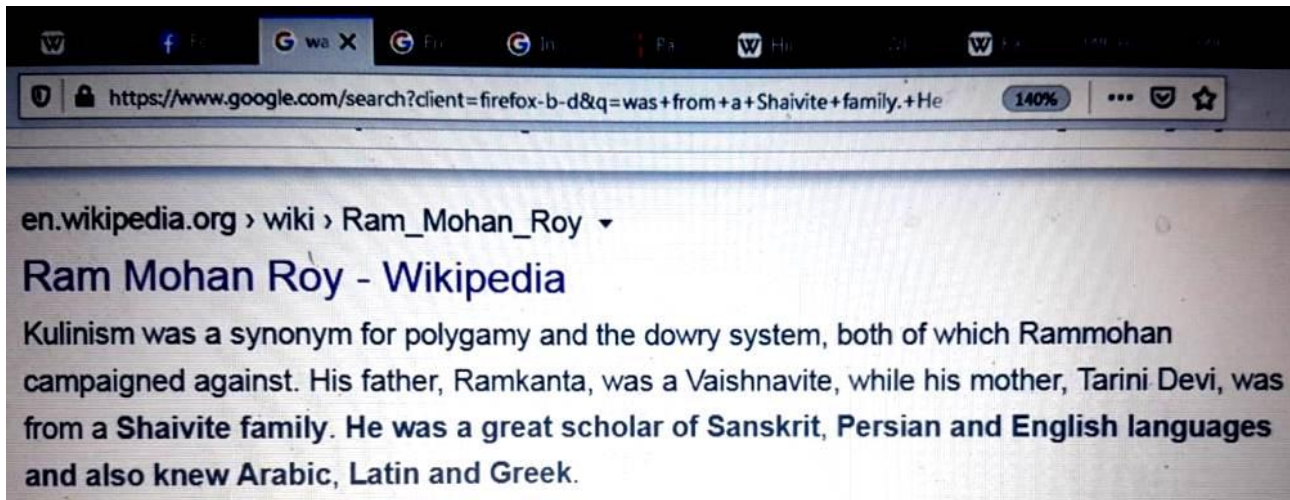 wa
https://www.google.com/search?client=firefox-b-d&q=was+from+a+Shaivite+family.+He 140%
en.wikipedia.org › wiki › Ram_Mohan_Roy
Ram Mohan Roy - Wikipedia
Kulinism was a synonym for polygamy and the dowry system, both of which Rammohan
campaigned against. His father, Ramkanta, was a Vaishnavite, while his mother, Tarini Devi, was
from a Shaivite family. He was a great scholar of Sanskrit, Persian and English languages
and also knew Arabic, Latin and Greek.